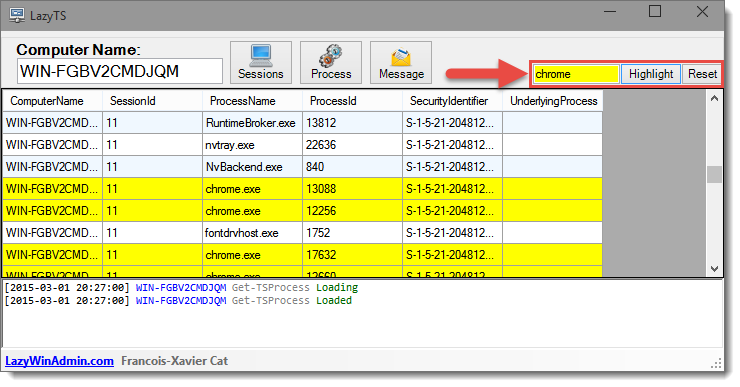 LazyTS
Computer Name:
WIN-FGBV2CMDJQM
Sessions
Process
Message
chrome
Highlight
Reset
ComputerName SessionId ProcessName ProcessId SecurityIdentifier UnderlyingProcess
WIN-FGBV2CMD... 11 RuntimeBroker.exe 13812 S-1-5-21-204812...
WIN-FGBV2CMD... 11 nvtray.exe 22636 S-1-5-21-204812...
WIN-FGBV2CMD... 11 NvBackend.exe 840 S-1-5-21-204812...
WIN-FGBV2CMD... 11 chrome.exe 13088 S-1-5-21-204812...
WIN-FGBV2CMD... 11 chrome.exe 12256 S-1-5-21-204812...
WIN-FGBV2CMD... 11 fontdrvhost.exe 1752 S-1-5-21-204812...
WIN-FGBV2CMD... 11 chrome.exe 17632 S-1-5-21-204812...
WIN-FGBV2CMD... 11 chrome.exe 12660 S-1-5-21-204812...
[2015-03-01 20:27:00] WIN-FGBV2CMDJQM Get-TSProcess Loading
[2015-03-01 20:27:00] WIN-FGBV2CMDJQM Get-TSProcess Loaded
LazyWinAdmin.com Francois-Xavier Cat